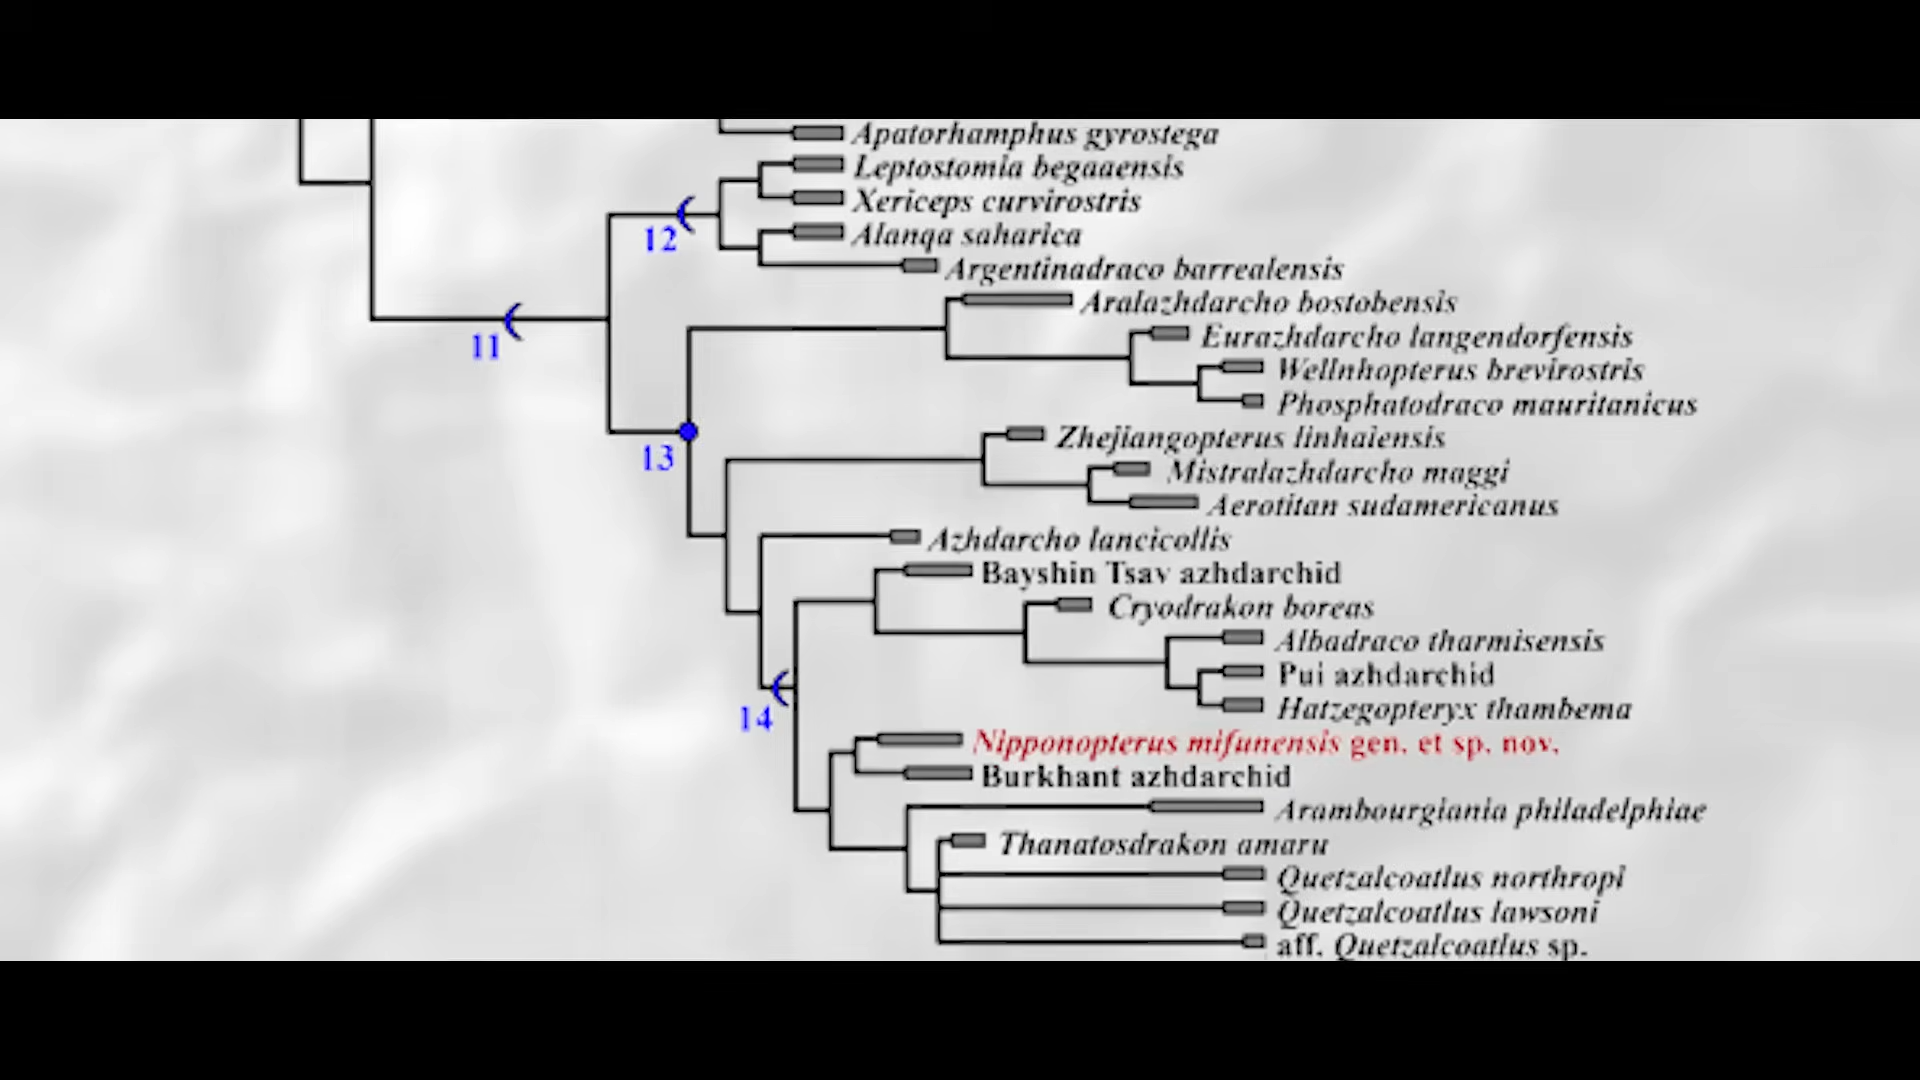 Apatorhamphus gyrostega
Leptostomia begaaensis
Xericeps curvirostris
12
Alanqa saharica
Argentinadraco barrealensis
Aralazhdarcho bostobensis
11
Eurazhdarcho langendorfensis
Wellnhopterus brevirostris
Phosphatodraco mauritanicus
Zhejiangopterus linhaiensis
13
Mistralazhdarcho maggi
Aerotitan sudamericanus
Azhdarcho lancicollis
Bayshin Tsav azhdarchid
Cryodrakon boreas
Albadraco tharmisensis
Pui azhdarchid
Hatzegopteryx thambema
14
Nipponopterus mifunensis gen. et sp. nov.
Burkhant azhdarchid
Arambourgiania philadelphiae
Thanatosdrakon amaru
Quetzalcoatlus northropi
Quetzalcoatlus lawsoni
aff. Quetzalcoatlus sp.